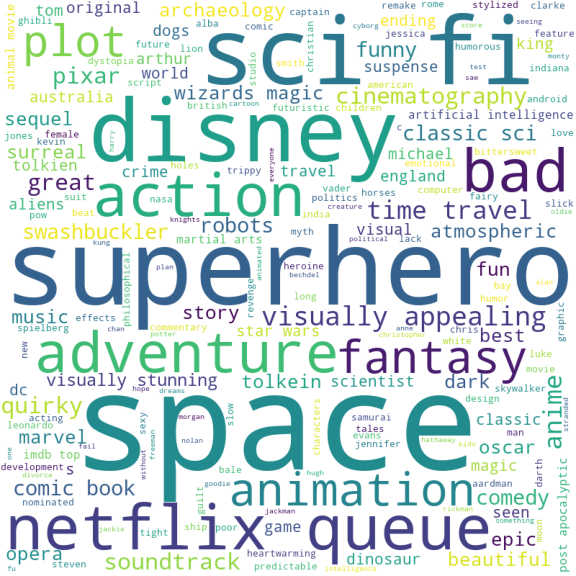 tom original archaeology ending captain rome stylized clarke
ghibli alba comic remake
animal movie plot sci fi jessica feature
dystopia future dogs funny humorous king monty
pixar arthur lion studio christian suspense test saw indiana
script world wizards magic smith cinematography seeing
australia british cartoon american children android
sequel disney futuristic artificial intelligence
jones female kevin crime harry holes trippy everyone michael classic sci c love
surreal travel england emotional bittersweet
tolkien great action vader politics horses bad
aliens suit nasa computer fairy slick
pow beat knights india creature time travel oldie
swashbuckler robots myth political lack visual atmospheric
martial arts
superhero
kung plan animated bechdel alan
music philosophical revenge heroine fun bay humor
effects story long visually appealing
spielberg chan commentary star wars anne chris best graphic
new potter christopher white luke
adventure fantasy movie
visually stunning tolkein scientist dark skywalker
dc hope dreams design
quirky sexy slow space samurai classic anime stranded
leonardo acting characters tales man
marvel morgan evans oscar
imdb top bale jennifer magic darth
one development s without freeman nolan hathaway kids aardman
comic book fail goodie hugh animation comedy post apocalyptic
nominated guilt seen
divorce netflix queue rickman moon
jackie tight ship poor jackman game something epic
opera soundtrack heartwarming dinosaur beautiful
fu steven predictable intelligence score cyborg